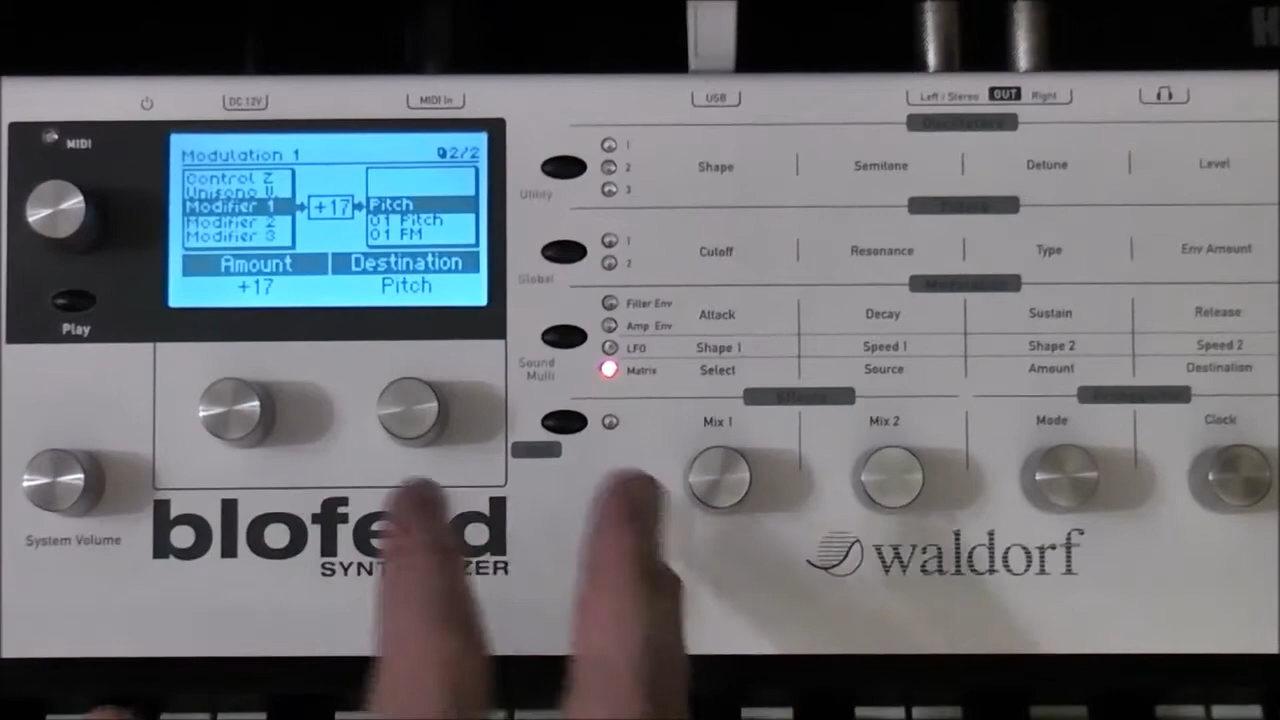 DC 12V
MIDI In
USB
Left / Stereo OUT Right
MIDI
Modulation 1 2/2
Control Z
Modifier 1 +17 Pitch
Modifier 2 01 Pitch
Modifier 3 01 FM
Amount Destination
+17 Pitch
Play
System Volume
Utility
Global
Sound
Multi
1
2
3
Shape Semitone Detune Level
1
2
Cutoff Resonance Type Env Amount
Filter Env
Amp Env
LFO
Matrix
Attack Decay Sustain Release
Shape 1 Speed 1 Shape 2 Speed 2
Select Source Amount Destination
Mix 1 Mix 2 Mode Clock
waldorf